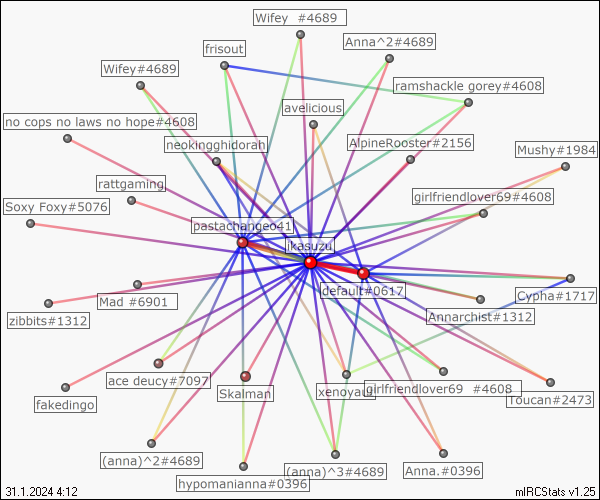 Wifey  #4689
Anna^2#4689
frisout
Wifey#4689
ramshackle gorey#4608
avelicious
no cops no laws no hope#4608
neokingghidorah
AlpineRooster#2156
Mushy#1984
rattgaming
girlfriendlover69#4608
Soxy Foxy#5076
pastachangeo41
jkasuzu
default#0617
Cypha#1717
Mad #6901
Annarchist#1312
zibbits#1312
ace deucy#7097
Skalman
girlfriendlover69  #4608
Toucan#2473
fakedingo
(anna)^2#4689
(anna)^3#4689
Anna.#0396
hypomanianna#0396
31.1.2024 4:12
mIRCStats v1.25